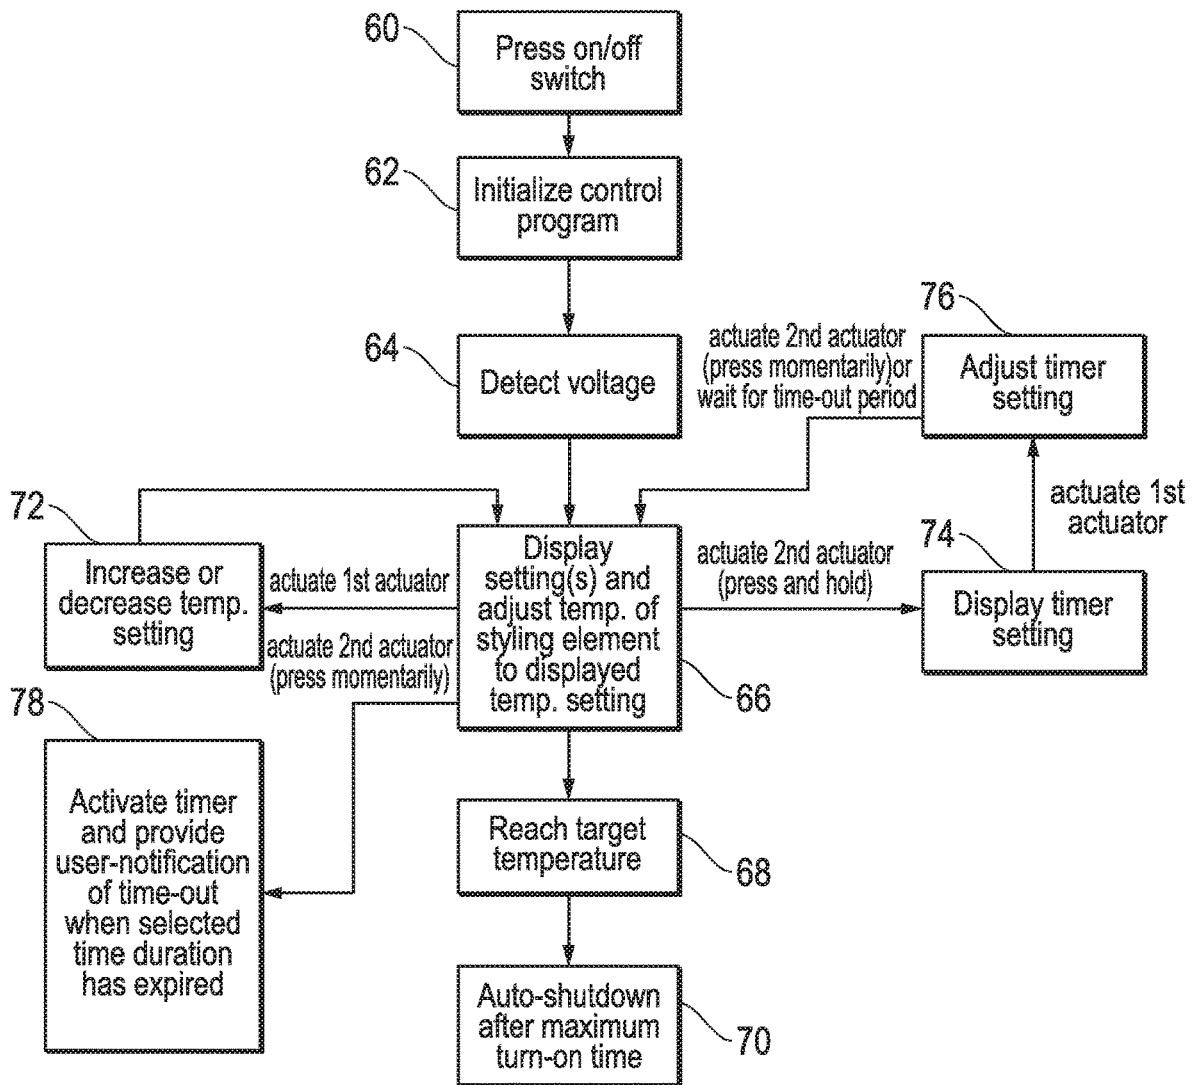 60
Press on/off
switch
62
Initialize control
program
64
Detect voltage
76
actuate 2nd actuator
(press momentarily)or
wait for time-out period
Adjust timer
setting
actuate 1st
actuator
72
Increase or
decrease temp.
setting
actuate 1st actuator
actuate 2nd actuator
(press momentarily)
Display
setting(s) and
adjust temp. of
styling element
to displayed
temp. setting
66
actuate 2nd actuator
(press and hold)
74
Display timer
setting
78
Activate timer
and provide
user-notification
of time-out
when selected
time duration
has expired
Reach target
temperature
68
Auto-shutdown
after maximum
turn-on time
70